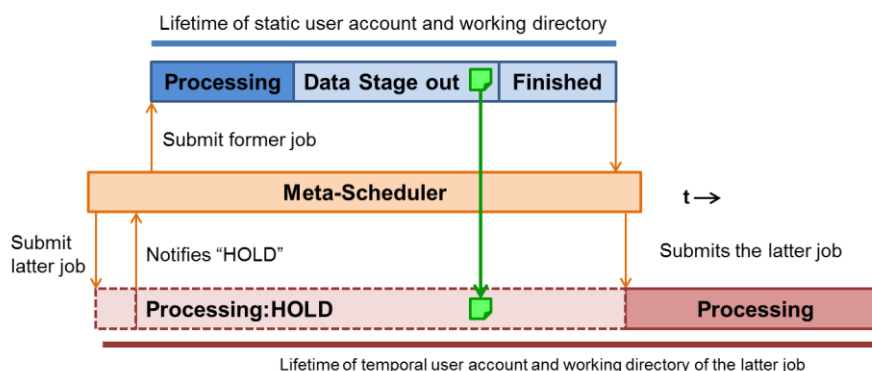 Lifetime of static user account and working directory
Processing
Data Stage out
Finished
Submit former job
Meta-Scheduler
t→
Submit
latter job
Notifies “HOLD”
Submits the latter job
Processing:HOLD
Processing
Lifetime of temporal user account and working directory of the latter job